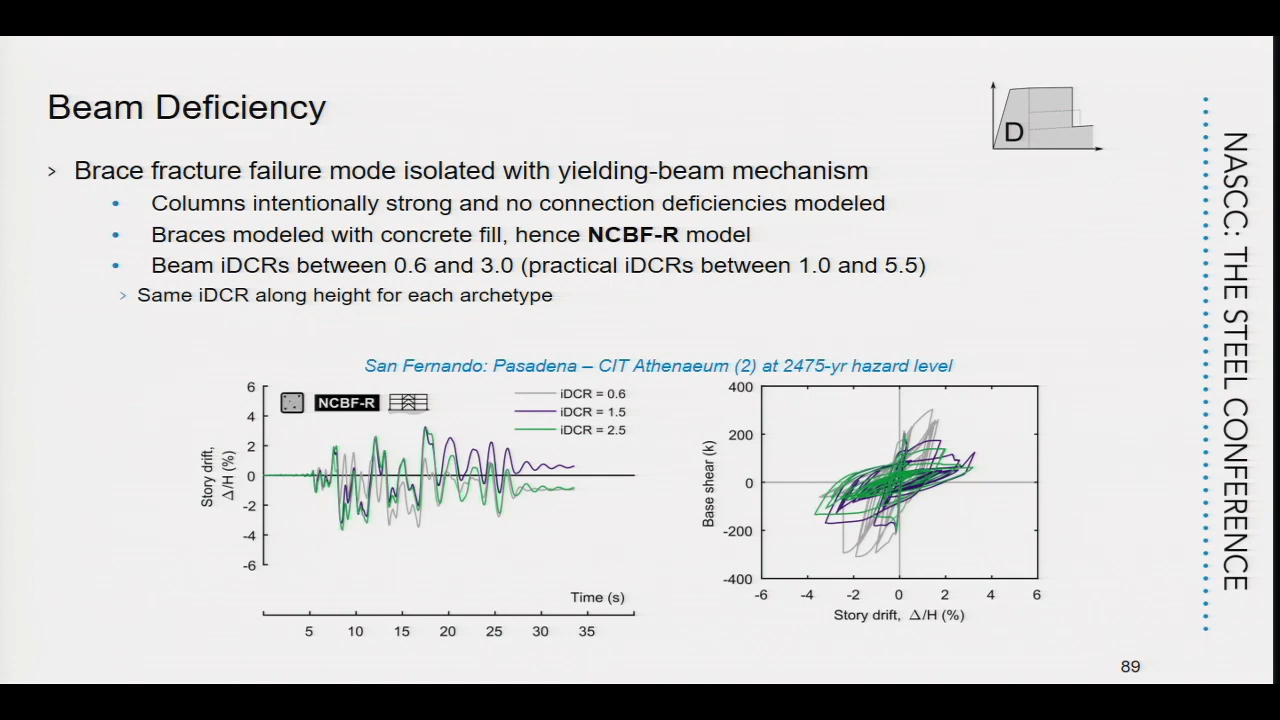 Beam Deficiency
D
› Brace fracture failure mode isolated with yielding-beam mechanism
• Columns intentionally strong and no connection deficiencies modeled
• Braces modeled with concrete fill, hence NCBF-R model
• Beam iDCRs between 0.6 and 3.0 (practical iDCRs between 1.0 and 5.5)
› Same iDCR along height for each archetype
San Fernando: Pasadena – CIT Athenaeum (2) at 2475-yr hazard level
NCBF-R
iDCR = 0.6
iDCR = 1.5
iDCR = 2.5
6
4
2
0
-2
-4
-6
Story drift,
Δ/H (%)
Time (s)
5 10 15 20 25 30 35
400
200
0
-200
-400
Base shear (k)
-6 -4 -2 0 2 4 6
Story drift, Δ/H (%)
NASCC: THE STEEL CONFERENCE
89